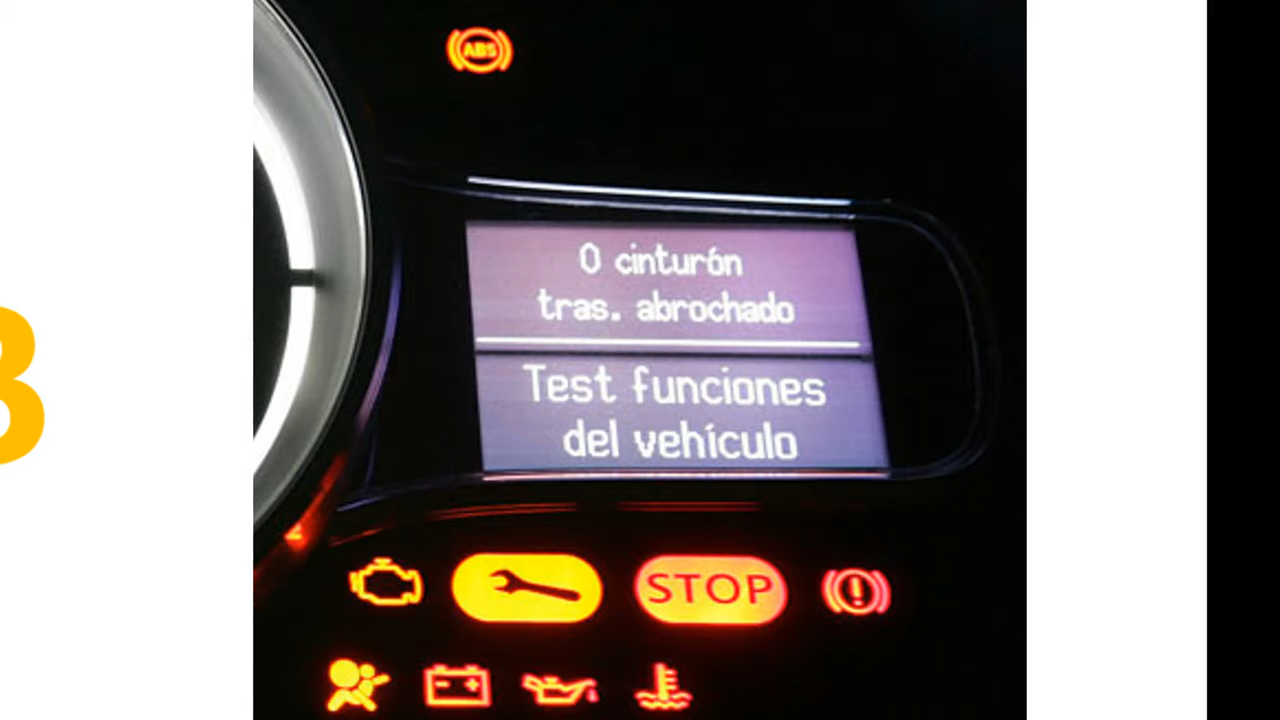 ABS
0 cinturón
tras. abrochado
Test funciones
del vehículo
STOP